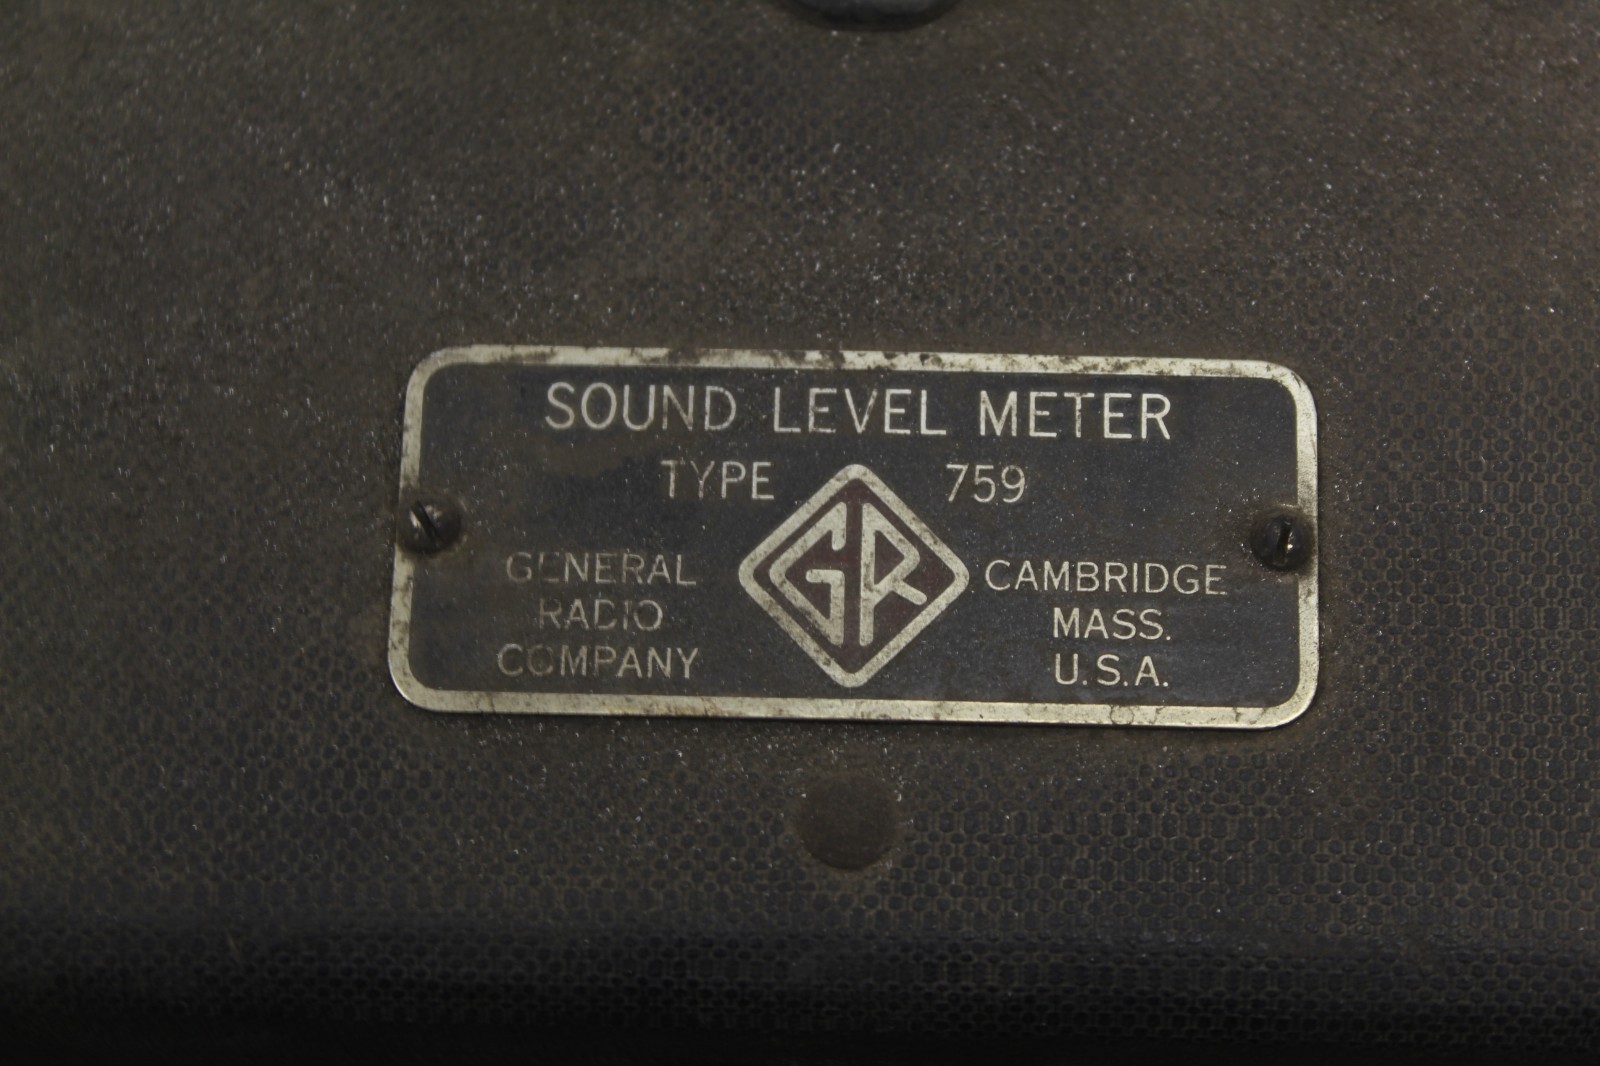 SOUND LEVEL METER
TYPE 759
GR
GENERAL
RADIO
COMPANY
CAMBRIDGE
MASS.
U.S.A.